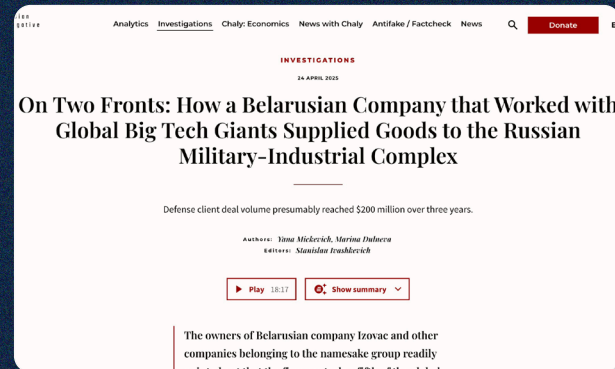 Analytics Investigations Chaly: Economics News with Chaly Antifake / Factcheck News Donate
INVESTIGATIONS
24 APRIL 2025
On Two Fronts: How a Belarusian Company that Worked with
Global Big Tech Giants Supplied Goods to the Russian
Military-Industrial Complex
Defense client deal volume presumably reached $200 million over three years.
Authors: Yana Mickevich, Marina Dulneva
Editors: Stanislau Ivashkevich
Play 18:17 Show summary
The owners of Belarusian company Izovac and other
companies belonging to the namesake group readily